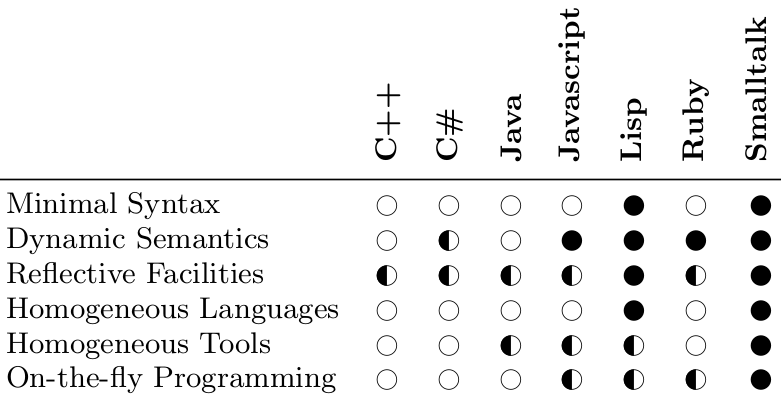 C++ C# Java Javascript Lisp Ruby Smalltalk
Minimal Syntax ○ ○ ○ ○ ● ○ ●
Dynamic Semantics ○ ◐ ○ ● ● ● ●
Reflective Facilities ◐ ◐ ◐ ◐ ● ◐ ●
Homogeneous Languages ○ ○ ○ ○ ● ○ ●
Homogeneous Tools ○ ○ ◐ ◐ ◐ ○ ●
On-the-fly Programming ○ ○ ○ ◐ ◐ ◐ ●